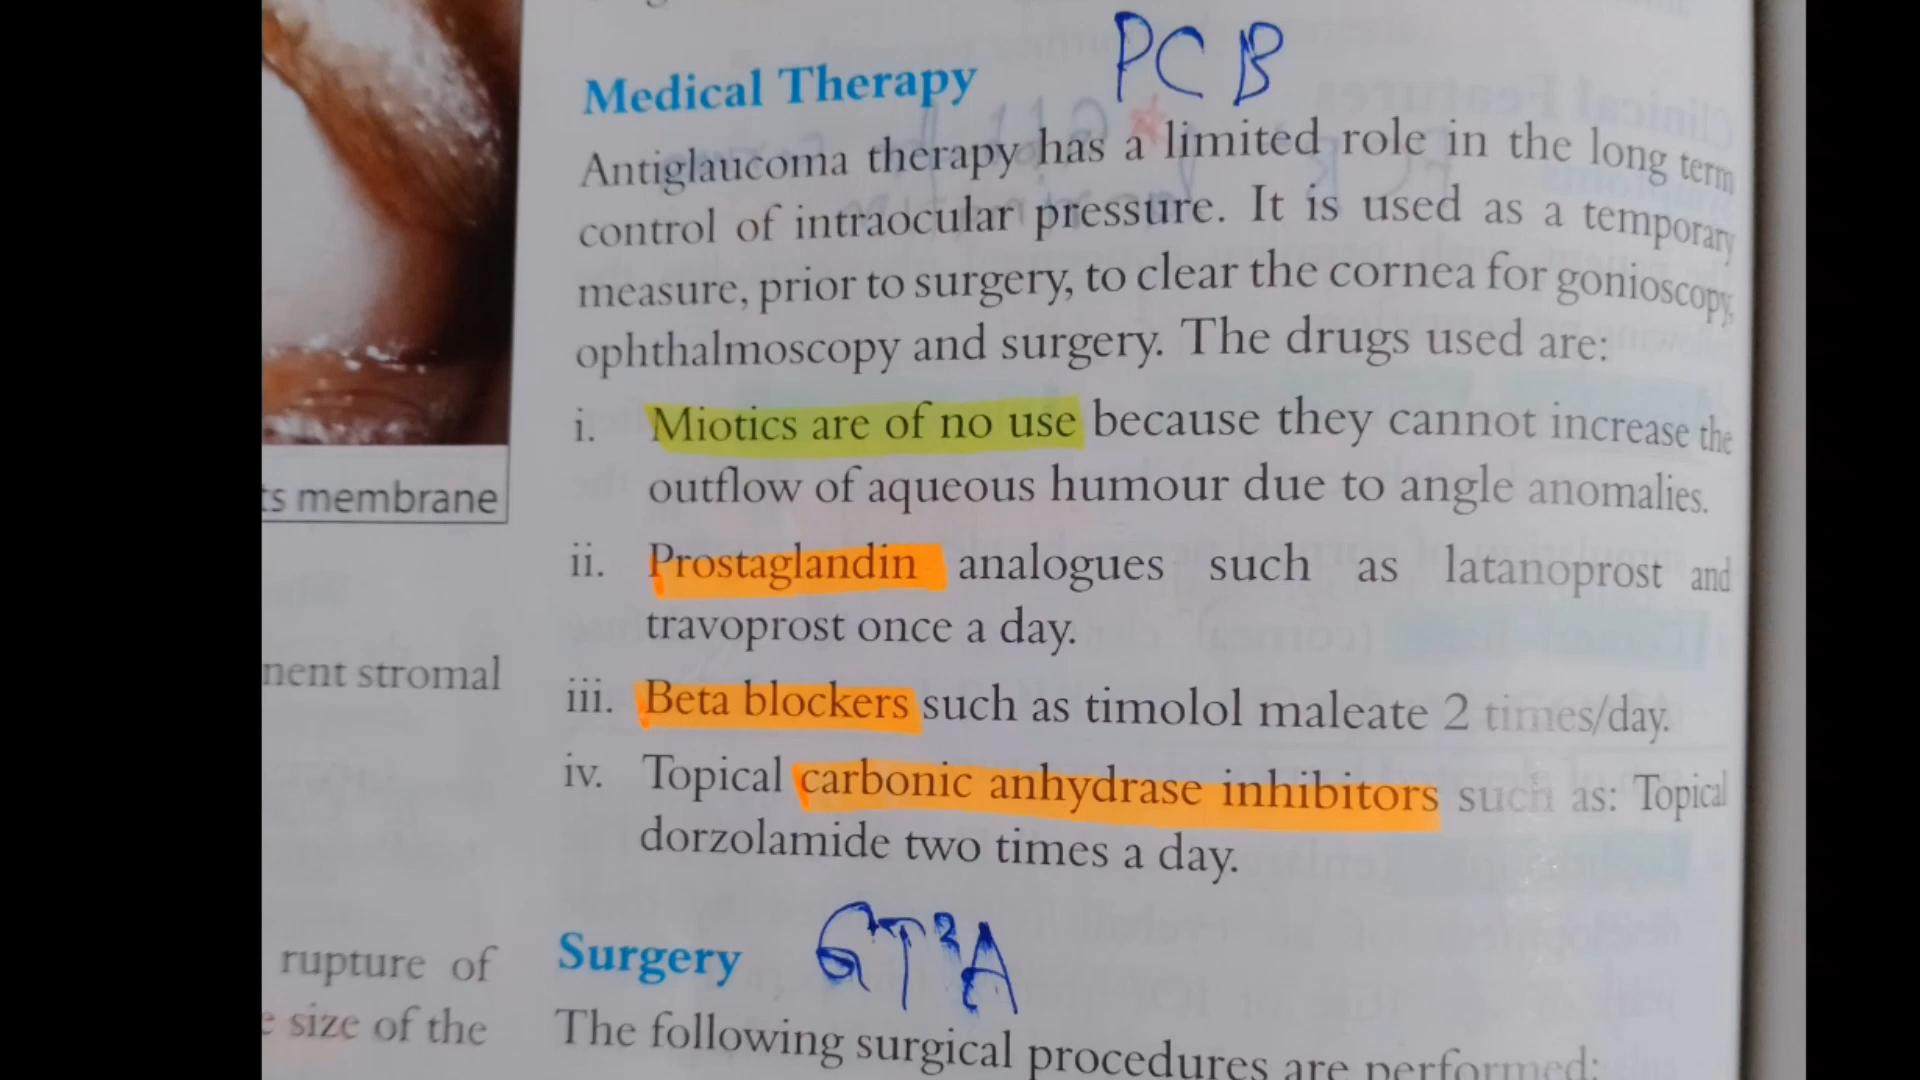 PCB
Medical Therapy
Antiglaucoma therapy has a limited role in the long term
control of intraocular pressure. It is used as a temporary
measure, prior to surgery, to clear the cornea for gonioscopy,
ophthalmoscopy and surgery. The drugs used are:
i. Miotics are of no use because they cannot increase the
outflow of aqueous humour due to angle anomalies.
ii. Prostaglandin analogues such as latanoprost and
travoprost once a day.
iii. Beta blockers such as timolol maleate 2 times/day.
iv. Topical carbonic anhydrase inhibitors such as: Topical
dorzolamide two times a day.
Surgery
The following surgical procedures are performed:
ts membrane
nent stromal
rupture of
e size of the